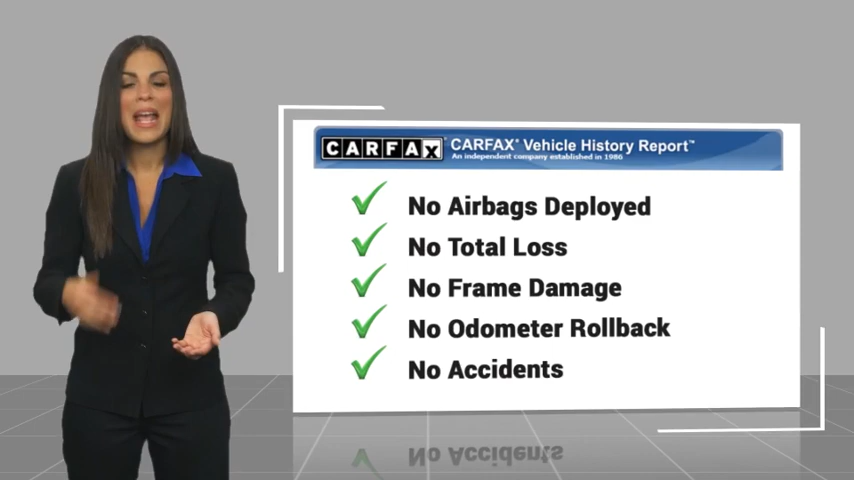 CARFAX CARFAX® Vehicle History Report™
An independent company established in 1986
No Airbags Deployed
No Total Loss
No Frame Damage
No Odometer Rollback
No Accidents
No Accidents